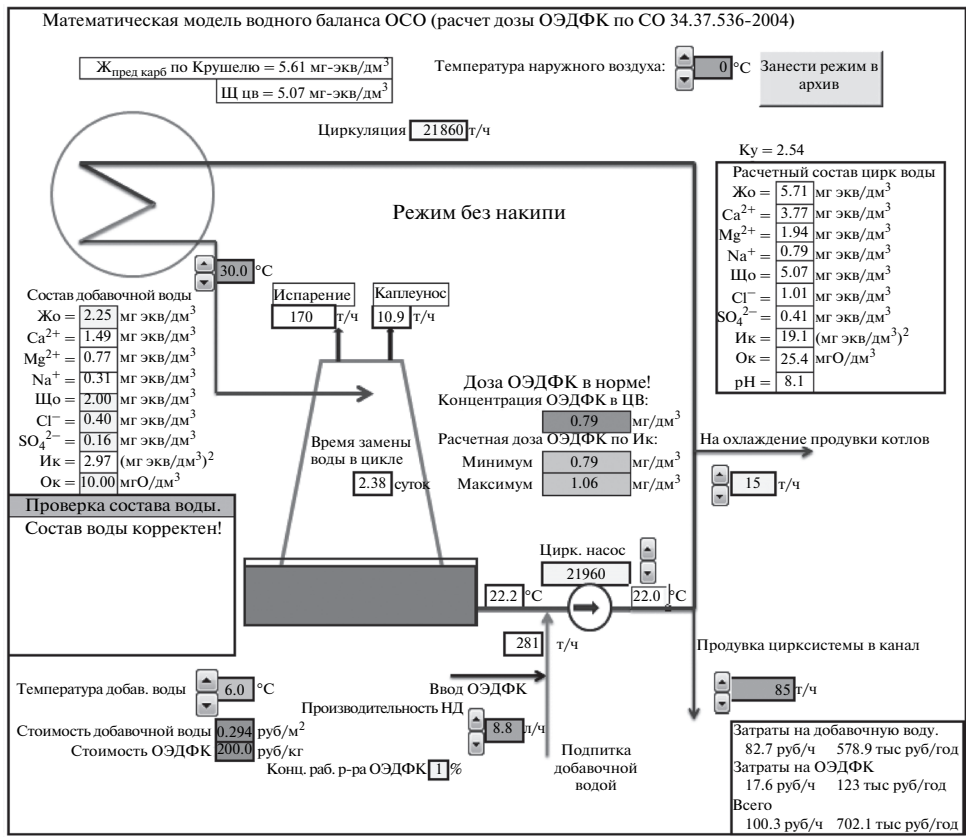 Математическая модель водного баланса ОСО (расчет дозы ОЭДФК по СО 34.37.536-2004)
Ж пред карб по Крушелю = 5.61 мг-экв/дм³
Щ цв = 5.07 мг-экв/дм³
Температура наружного воздуха: 0 °C
Занести режим в
архив
Циркуляция 21860 т/ч
Ку = 2.54
Расчетный состав цирк воды
Жо = 5.71 мг экв/дм³
Ca²⁺ = 3.77 мг экв/дм³
Mg²⁺ = 1.94 мг экв/дм³
Na⁺ = 0.79 мг экв/дм³
Що = 5.07 мг экв/дм³
Cl⁻ = 1.01 мг экв/дм³
SO₄²⁻ = 0.41 мг экв/дм³
Ик = 19.1 (мг экв/дм³)²
Ок = 25.4 мгО/дм³
pH = 8.1
Режим без накипи
30.0 °C
Состав добавочной воды
Жо = 2.25 мг экв/дм³
Ca²⁺ = 1.49 мг экв/дм³
Mg²⁺ = 0.77 мг экв/дм³
Na⁺ = 0.31 мг экв/дм³
Що = 2.00 мг экв/дм³
Cl⁻ = 0.40 мг экв/дм³
SO₄²⁻ = 0.16 мг экв/дм³
Ик = 2.97 (мг экв/дм³)²
Ок = 10.00 мгО/дм³
Проверка состава воды.
Состав воды корректен!
Испарение
170 т/ч
Каплеунос
10.9 т/ч
Время замены
воды в цикле
2.38 суток
Доза ОЭДФК в норме!
Концентрация ОЭДФК в ЦВ:
0.79 мг/дм³
Расчетная доза ОЭДФК по Ик:
Минимум 0.79 мг/дм³
Максимум 1.06 мг/дм³
На охлаждение продувки котлов
15 т/ч
Цирк. насос
21960
22.2 °C
22.0 °C
281 т/ч
Продувка цирксистемы в канал
85 т/ч
Температура добав. воды 6.0 °C
Ввод ОЭДФК
Производительность НД
8.8 л/ч
Стоимость добавочной воды 0.294 руб/м²
Стоимость ОЭДФК 200.0 руб/кг
Конц. раб. р-ра ОЭДФК 1 %
Подпитка
добавочной
водой
Затраты на добавочную воду.
82.7 руб/ч 578.9 тыс руб/год
Затраты на ОЭДФК
17.6 руб/ч 123 тыс руб/год
Всего
100.3 руб/ч 702.1 тыс руб/год